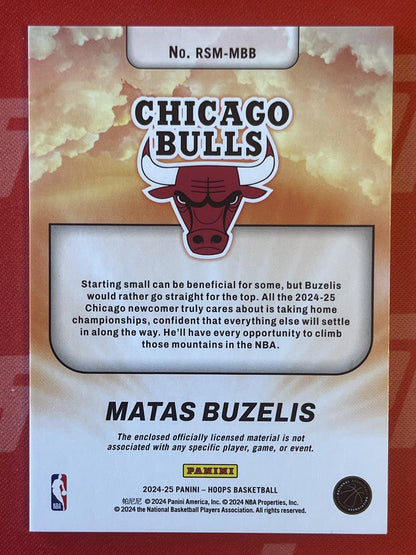 No. RSM-MBB
CHICAGO
BULLS
Starting small can be beneficial for some, but Buzelis
would rather go straight for the top. All the 2024-25
Chicago newcomer truly cares about is taking home
championships, confident that everything else will settle
in along the way. He'll have every opportunity to climb
those mountains in the NBA.
MATAS BUZELIS
The enclosed officially licensed material is not
associated with any specific player, game, or event.
PANINI
2024-25 PANINI – HOOPS BASKETBALL
帕尼尼 © 2024 Panini America, Inc. © 2024 NBA Properties, Inc.
© 2024 the National Basketball Players Association. All rights reserved.
NBA